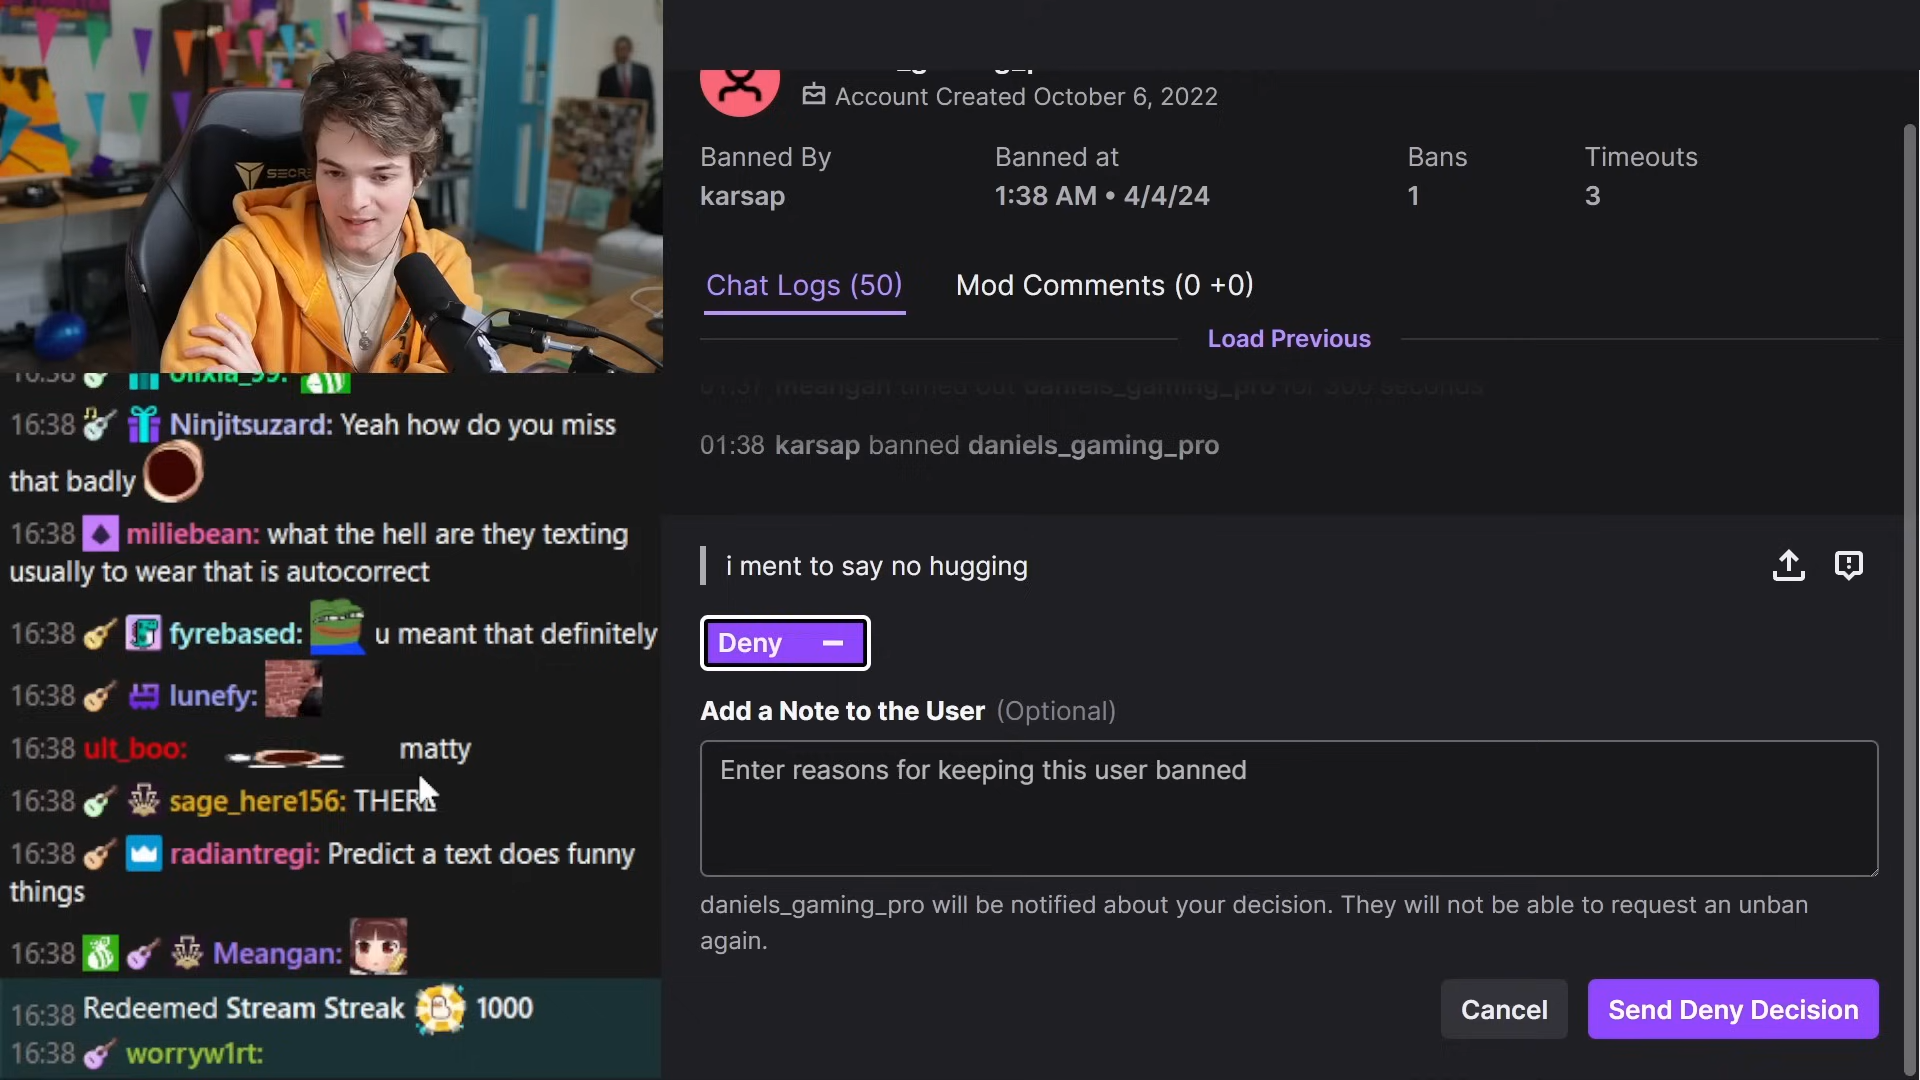 Account Created October 6, 2022
Banned By
Banned at
Bans
Timeouts
karsap
1:38 AM • 4/4/24
1
3
Chat Logs (50)
Mod Comments (0 +0)
Load Previous
01:37 meangan timed out daniels_gaming_pro for 300 seconds
01:38 karsap banned daniels_gaming_pro
i ment to say no hugging
Deny
Add a Note to the User (Optional)
Enter reasons for keeping this user banned
daniels_gaming_pro will be notified about your decision. They will not be able to request an unban
again.
Cancel
Send Deny Decision
16:38 Ninjitsuzard: Yeah how do you miss
that badly
16:38 miliebean: what the hell are they texting
usually to wear that is autocorrect
16:38 fyrebased: u meant that definitely
16:38 lunefy:
16:38 ult_boo: matty
16:38 sage_here156: THERE
16:38 radiantregi: Predict a text does funny
things
16:38 Meangan:
16:38 Redeemed Stream Streak 1000
16:38 worryw1rt: